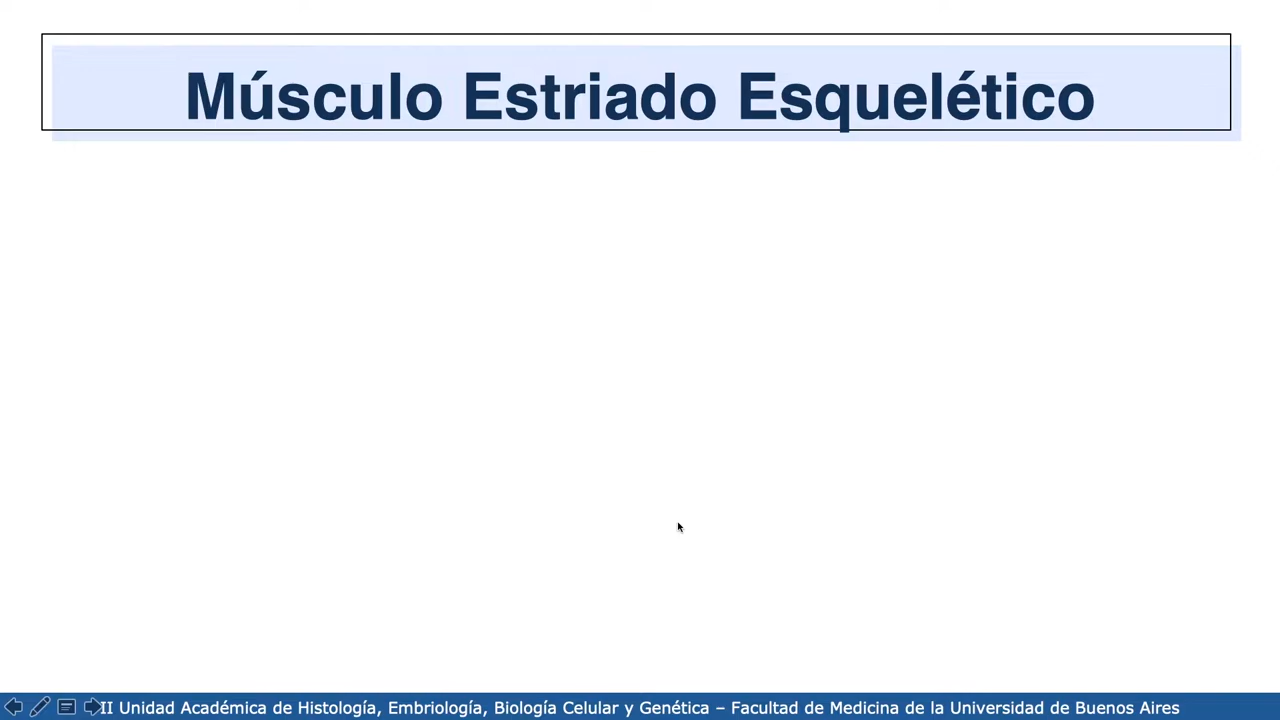 Músculo Estriado Esquelético
II Unidad Académica de Histología, Embriología, Biología Celular y Genética – Facultad de Medicina de la Universidad de Buenos Aires